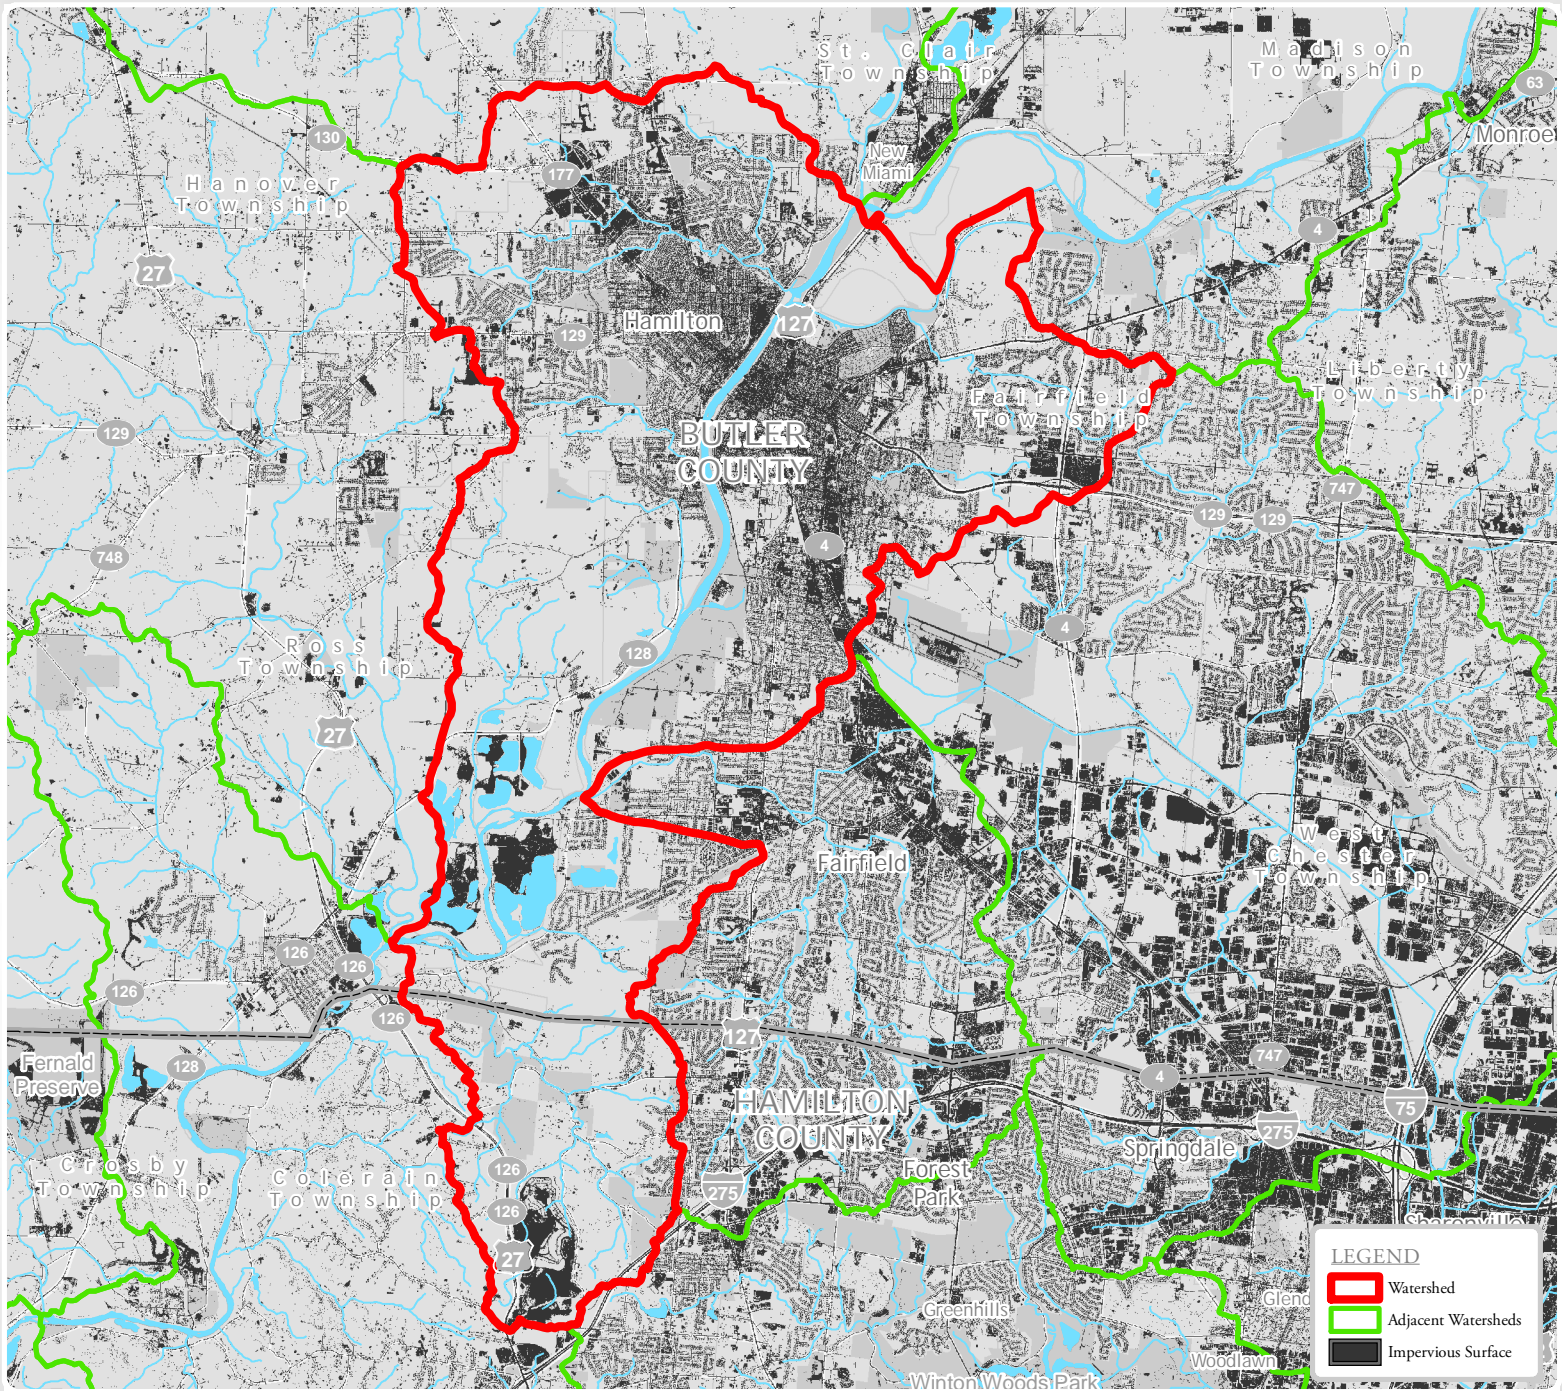 St. Clair
Township
Madison
Township
63
Monroe
130
New
Miami
177
Hanover
Township
4
27
Hamilton
127
129
Liberty
Township
Fairfield
Township
129
BUTLER
COUNTY
747
129
129
4
748
4
Ross
Township
128
27
West
Chester
Township
Fairfield
126
126
126
126
127
Fernald
Preserve
128
747
4
HAMILTON
COUNTY
75
275
Springdale
Crosby
Township
Colerain
Township
126
Forest
Park
275
126
Sharonville
27
LEGEND
Watershed
Adjacent Watersheds
Impervious Surface
Greenhills
Glend
Woodlawn
Winton Woods Park